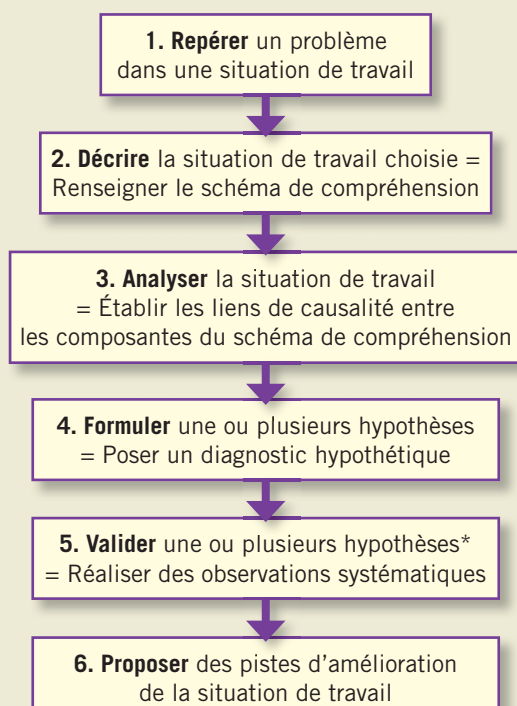 1. Repérer un problème
dans une situation de travail
2. Décrire la situation de travail choisie =
Renseigner le schéma de compréhension
3. Analyser la situation de travail
= Établir les liens de causalité entre
les composantes du schéma de compréhension
4. Formuler une ou plusieurs hypothèses
= Poser un diagnostic hypothétique
5. Valider une ou plusieurs hypothèses*
= Réaliser des observations systématiques
6. Proposer des pistes d’amélioration
de la situation de travail